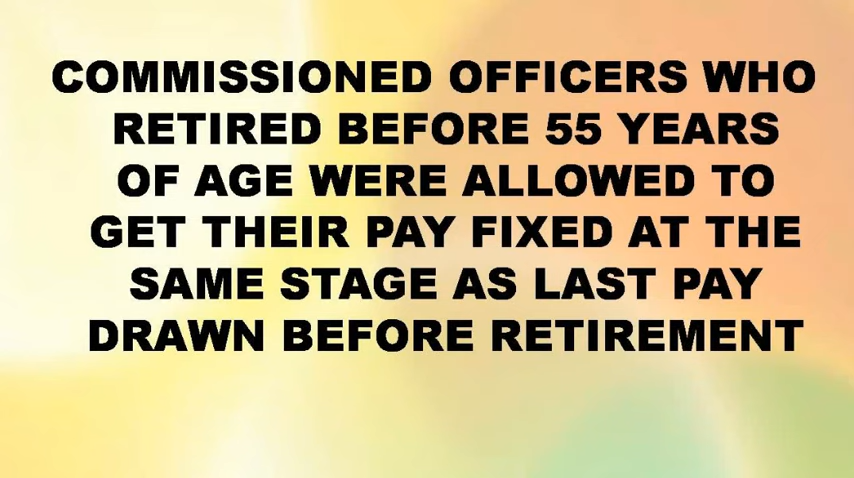 COMMISSIONED OFFICERS WHO
RETIRED BEFORE 55 YEARS
OF AGE WERE ALLOWED TO
GET THEIR PAY FIXED AT THE
SAME STAGE AS LAST PAY
DRAWN BEFORE RETIREMENT